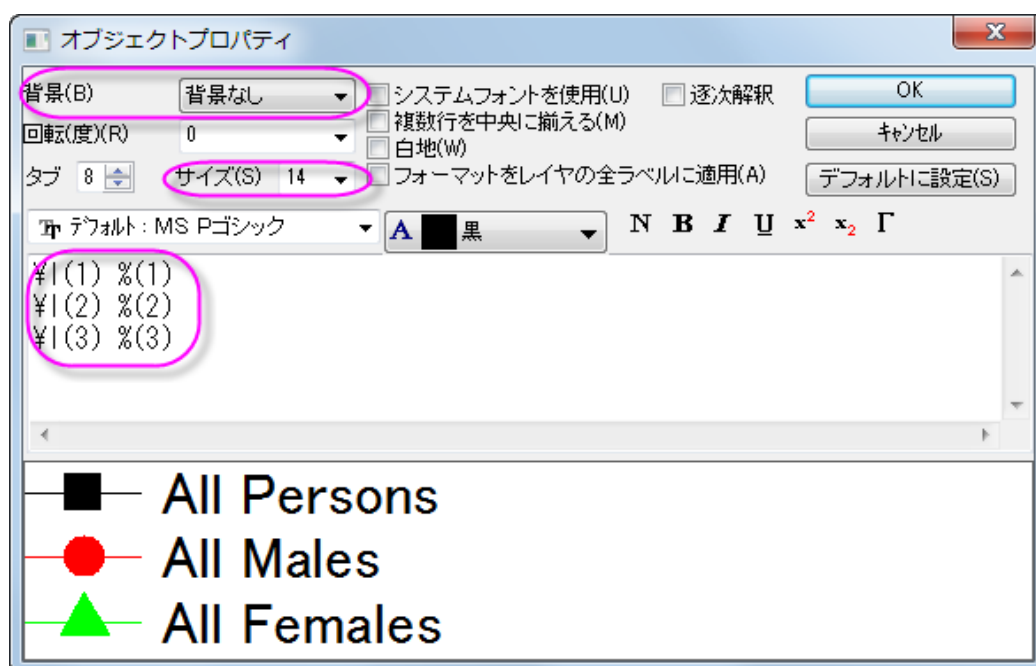 オブジェクトプロパティ
背景(B) 背景なし システムフォントを使用(U) 逐次解釈 OK
回転(度)(R) 0 複数行を中央に揃える(M) キャンセル
白地(W)
タブ 8 サイズ(S) 14 フォーマットをレイヤの全ラベルに適用(A) デフォルトに設定(S)
デフォルト : MS Pゴシック A 黒 N B I U x² x₂ Γ
¥l(1) %(1)
¥l(2) %(2)
¥l(3) %(3)
All Persons
All Males
All Females